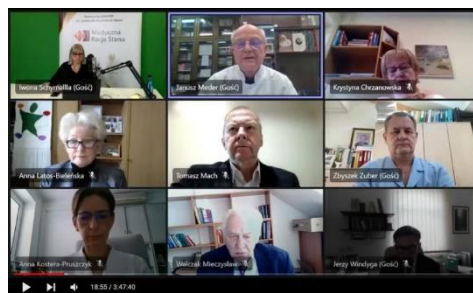 Medyczna
Racja Stanu
Iwona Schymalla (Gość)
Janusz Meder (Gość)
Krystyna Chrzanowska
Anna Latos-Bieleńska
Tomasz Mach
Zbyszek Żuber (Gość)
Anna Kostera-Pruszczyk
Walczak Mieczysław
Jerzy Windyga (Gość)
18:55 / 3:47:40